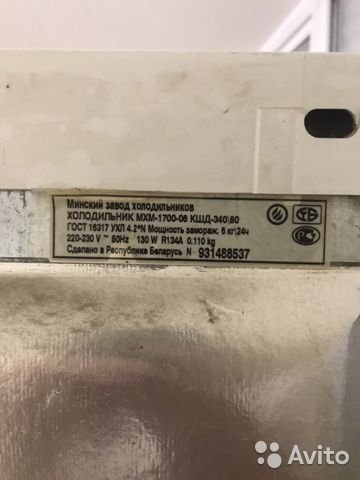 Минский завод холодильников
ХОЛОДИЛЬНИК МХМ-1700-06 КШД-340\80
ГОСТ 16317 УХЛ 4.2*N Мощность замораж. 6 кг\24ч
220-230 V ~ 50Hz 130 W R134A 0,110 kg
Сделано в Республике Беларусь N 931488537
Avito